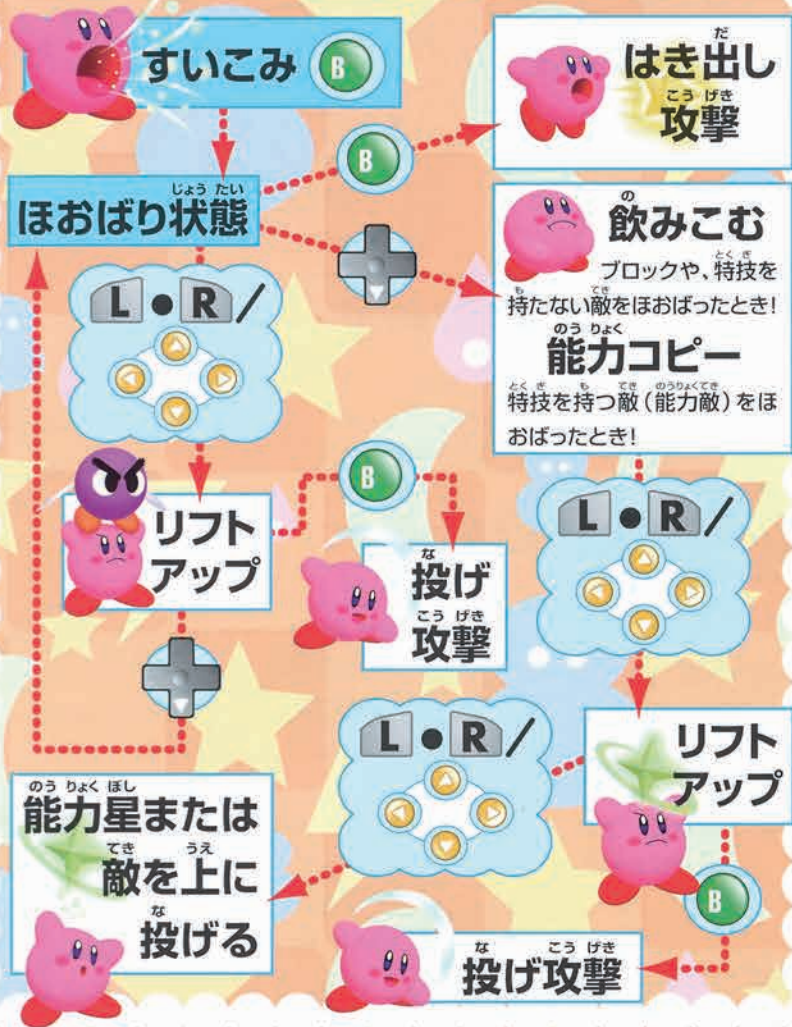 すいこみ B
はき出し
攻撃
B
ほおばり状態
飲みこむ
ブロックや、特技を
持たない敵をほおばったとき!
能力コピー
特技を持つ敵(能力敵)をほ
おばったとき!
L・R/
B
リフト
アップ
投げ
攻撃
L・R/
L・R/
リフト
アップ
能力星または
敵を上に
投げる
B
投げ攻撃